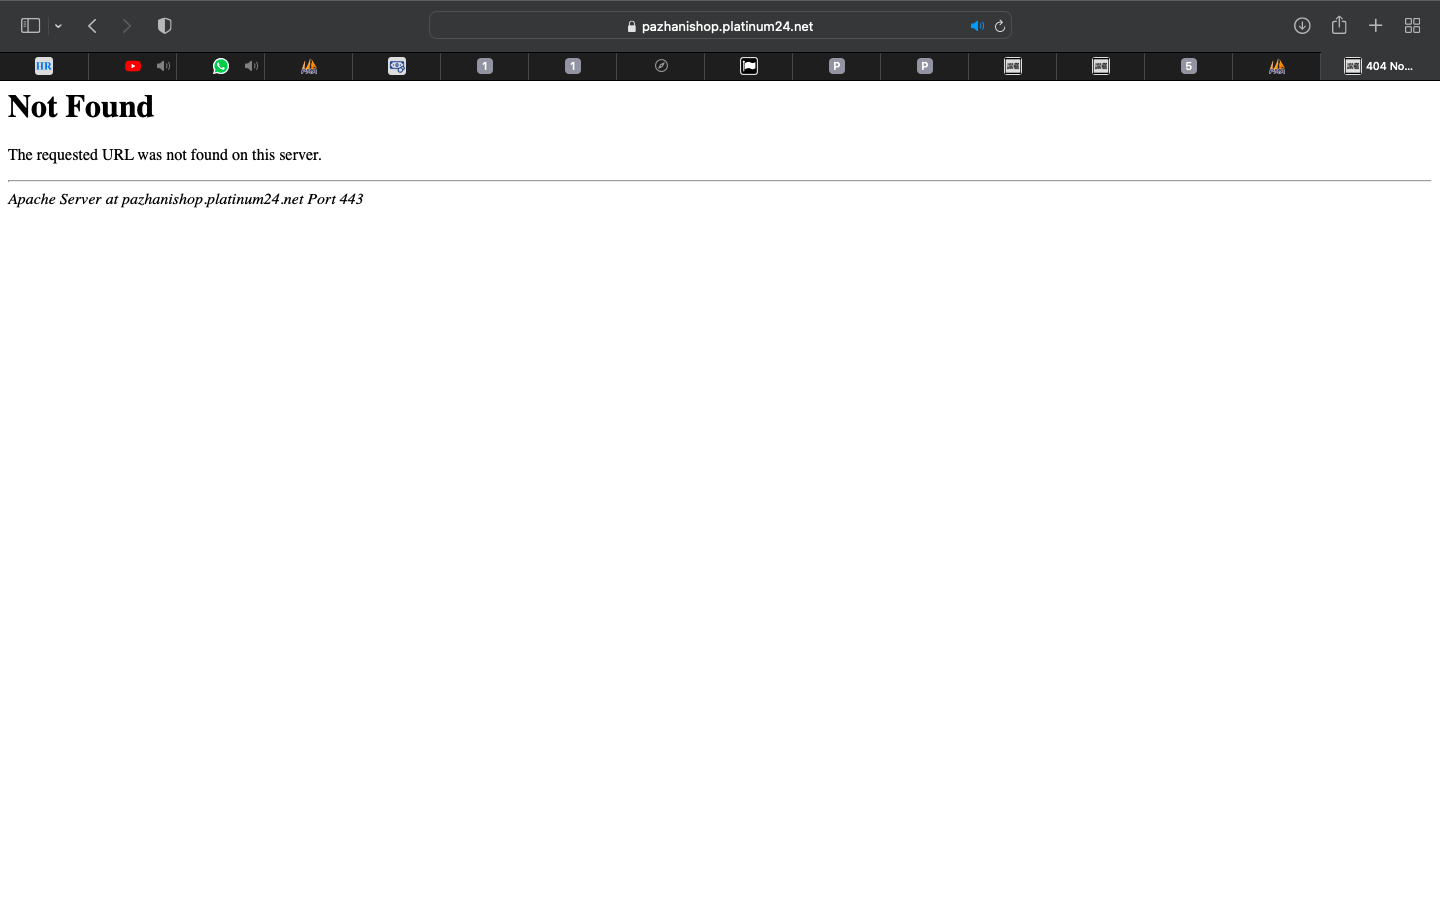 pazhanishop.platinum24.net
HR
1
1
P
P
5
404 No...
Not Found
The requested URL was not found on this server.
Apache Server at pazhanishop.platinum24.net Port 443